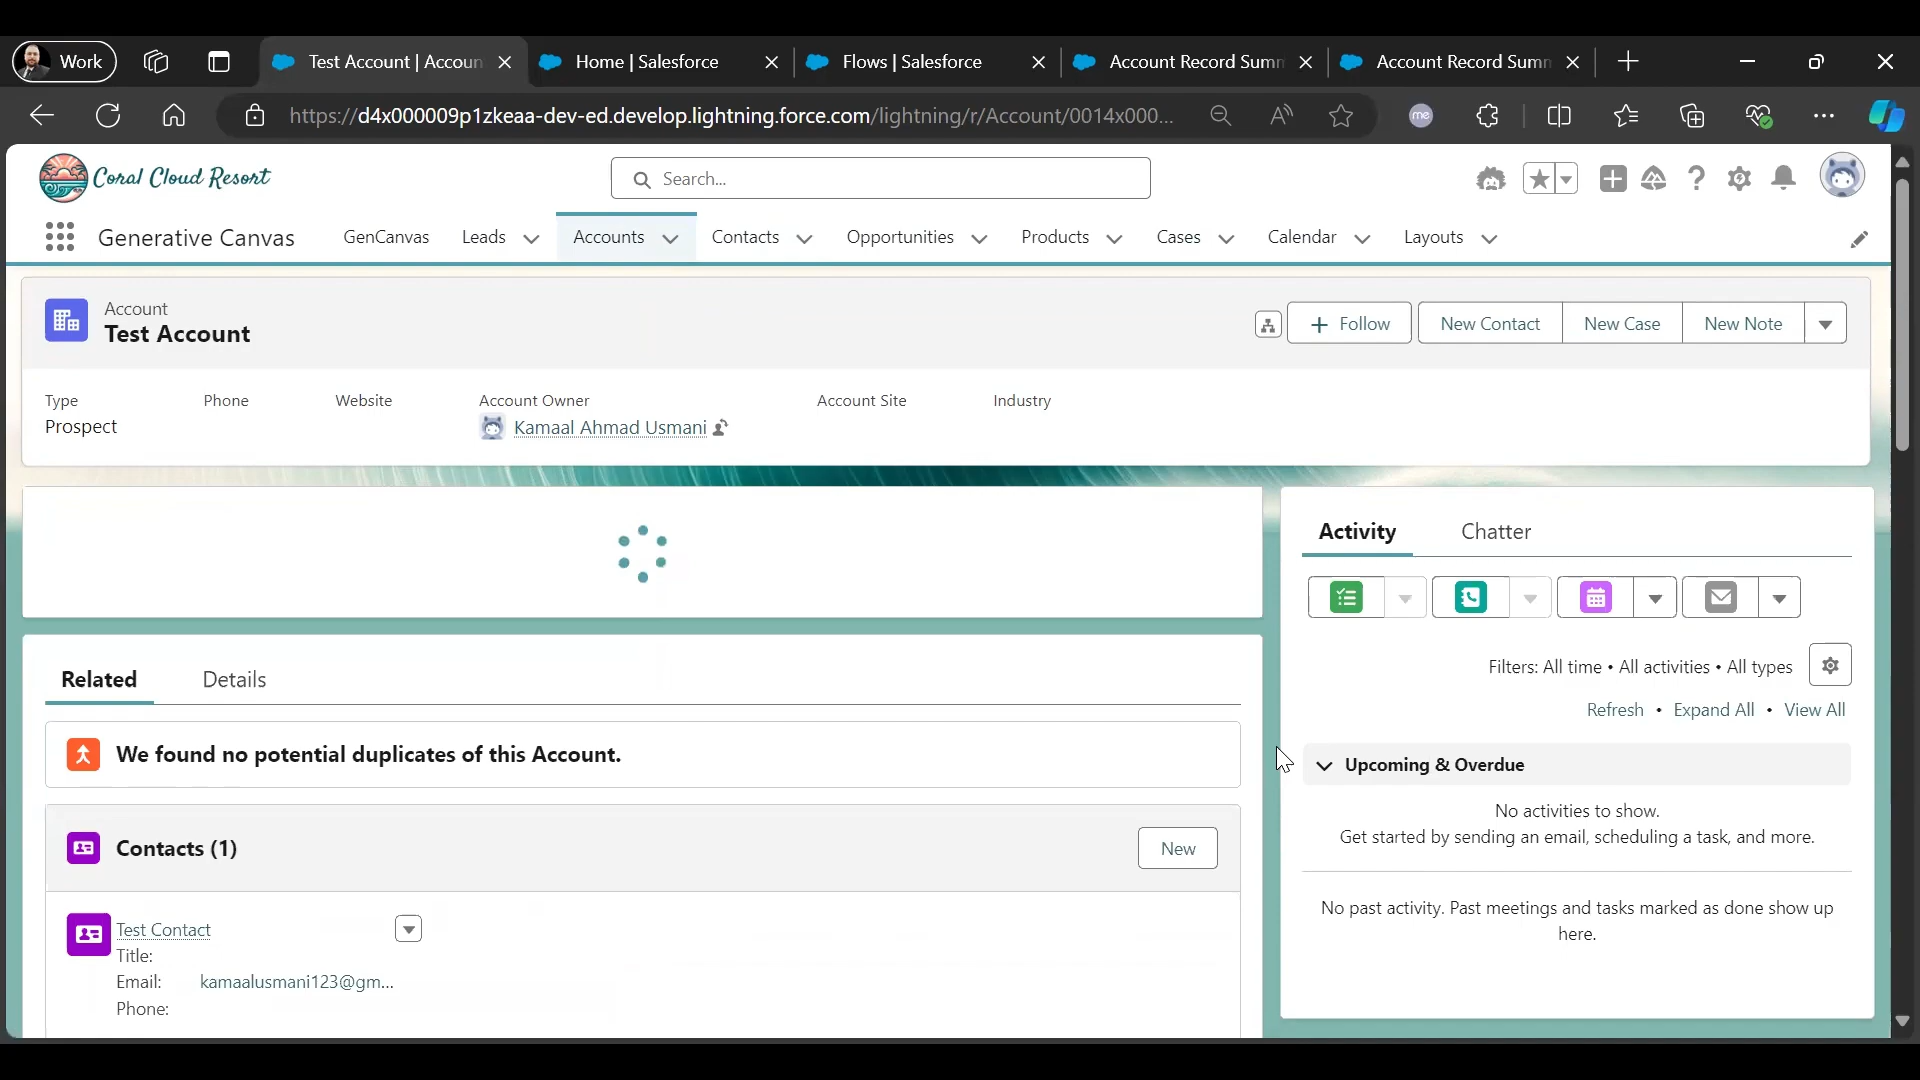 Work
Test Account | Accoun
Home | Salesforce
Flows | Salesforce
Account Record Sum
Account Record Sum
https://d4x000009p1zkeaa-dev-ed.develop.lightning.force.com/lightning/r/Account/0014x000...
me
Coral Cloud Resort
Search...
Generative Canvas
GenCanvas
Leads
Accounts
Contacts
Opportunities
Products
Cases
Calendar
Layouts
Account
Test Account
Follow
New Contact
New Case
New Note
Type
Phone
Website
Account Owner
Account Site
Industry
Prospect
Kamaal Ahmad Usmani
Activity
Chatter
Filters: All time • All activities • All types
Refresh • Expand All • View All
Upcoming & Overdue
No activities to show.
Get started by sending an email, scheduling a task, and more.
No past activity. Past meetings and tasks marked as done show up
here.
Related
Details
We found no potential duplicates of this Account.
Contacts (1)
New
Test Contact
Title:
Email: kamaalusmani123@gm...
Phone: